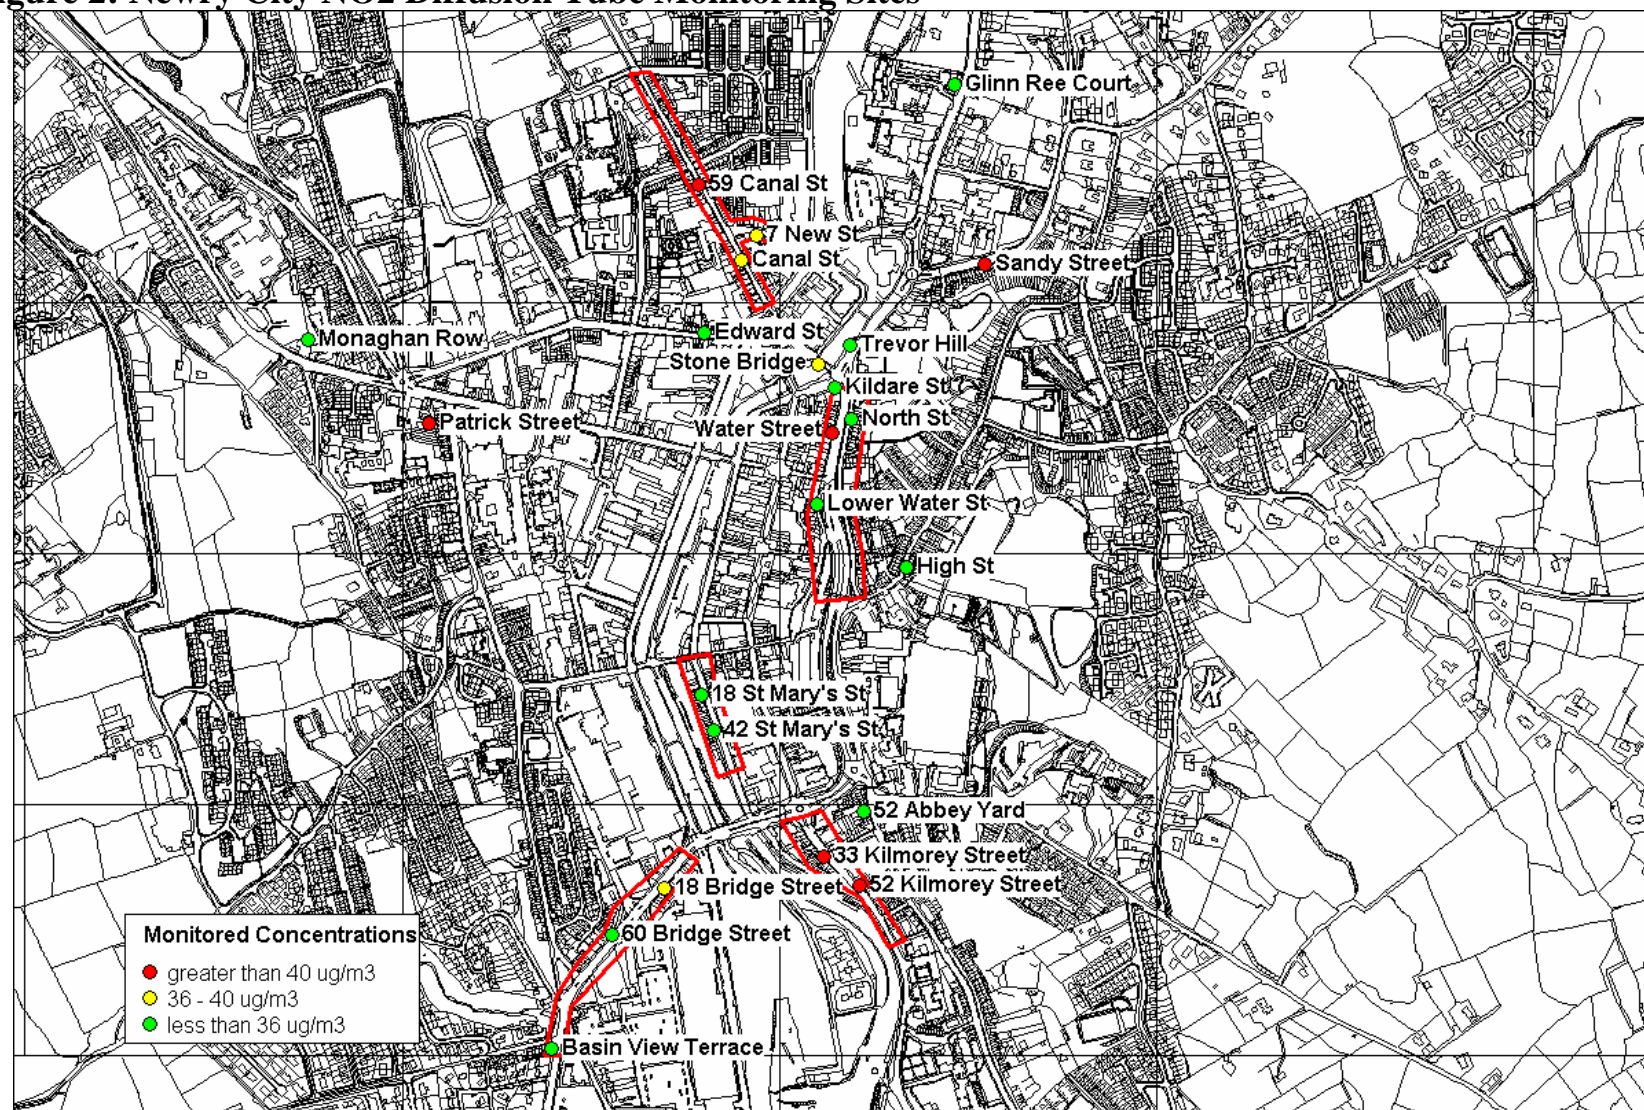 Figure 2: Newry City NO2 Diffusion Tube Monitoring Sites
Glinn Ree Court
59 Canal St
7 New St
Canal St
Sandy Street
Edward St
Monaghan Row
Trevor Hill
Stone Bridge
Kildare St
North St
Patrick Street
Water Street
Lower Water St
High St
18 St Mary's St
42 St Mary's St
52 Abbey Yard
33 Kilmorey Street
52 Kilmorey Street
18 Bridge Street
60 Bridge Street
Monitored Concentrations
greater than 40 ug/m3
36 - 40 ug/m3
less than 36 ug/m3
Basin View Terrace